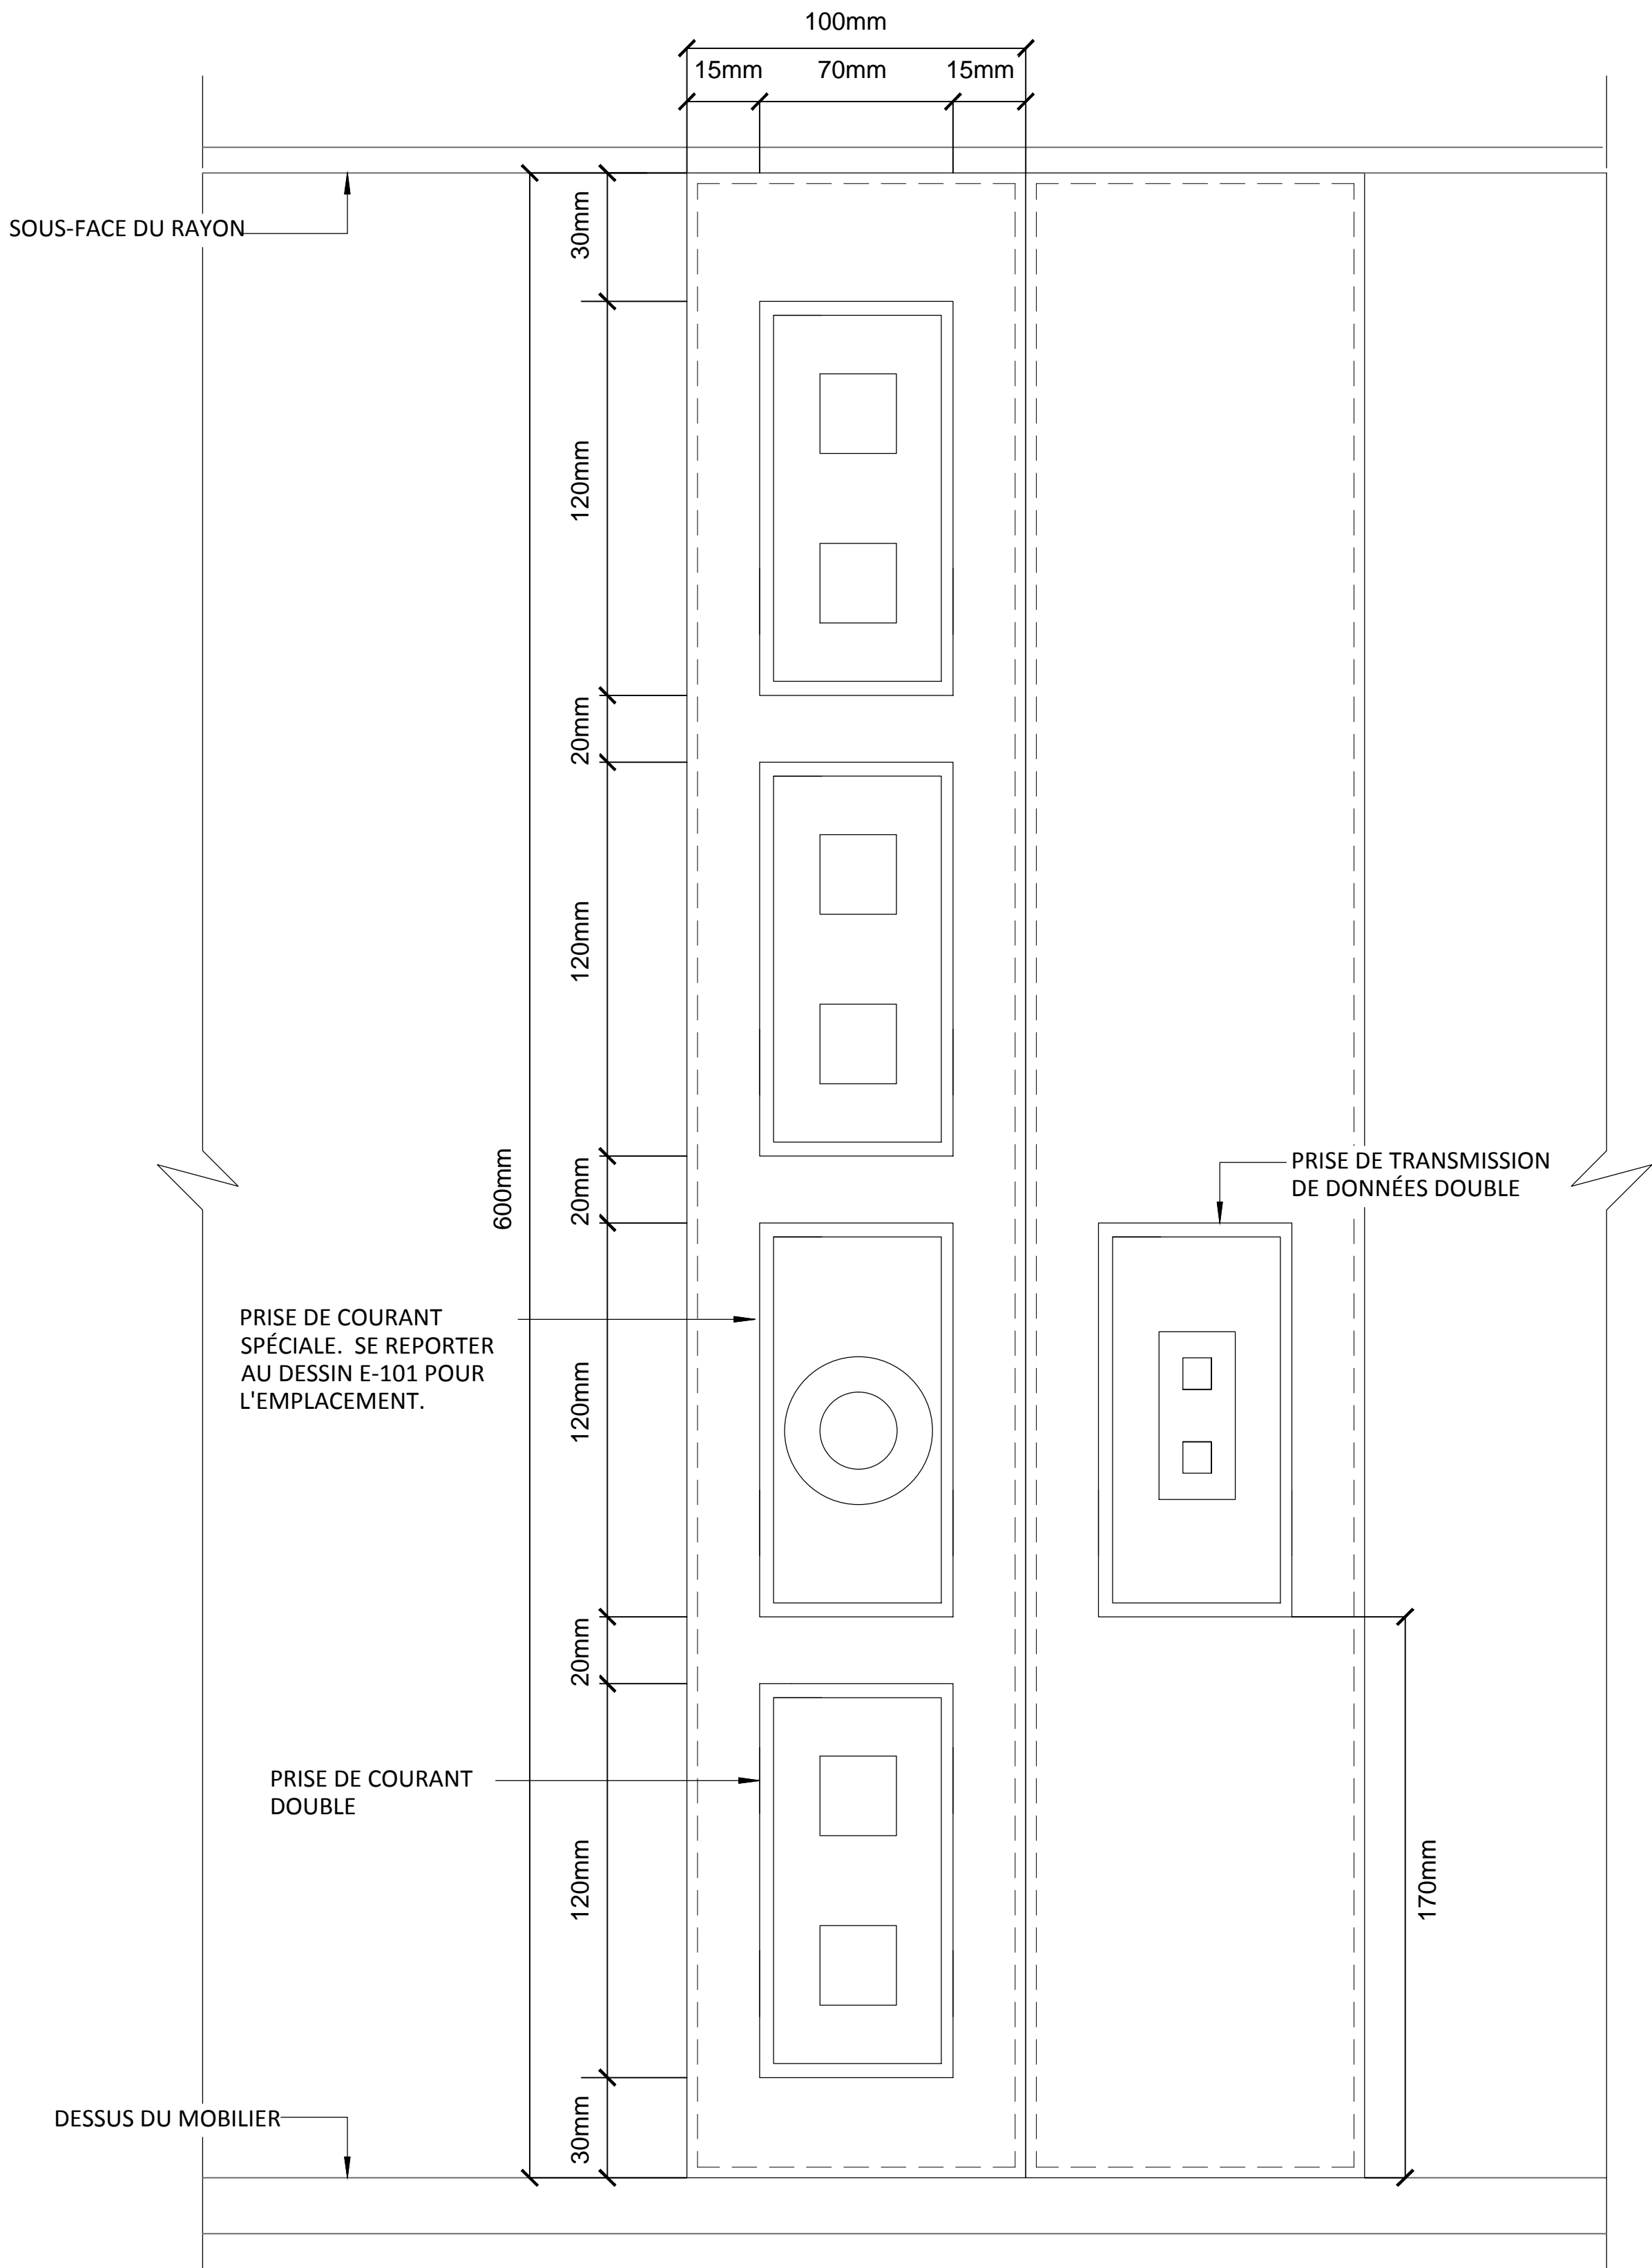 100mm
15mm 70mm 15mm
SOUS-FACE DU RAYON
30mm
120mm
20mm
120mm
600mm
20mm
PRISE DE TRANSMISSION
DE DONNÉES DOUBLE
PRISE DE COURANT
SPÉCIALE. SE REPORTER
AU DESSIN E-101 POUR
L'EMPLACEMENT.
120mm
20mm
PRISE DE COURANT
DOUBLE
120mm
170mm
DESSUS DU MOBILIER
30mm